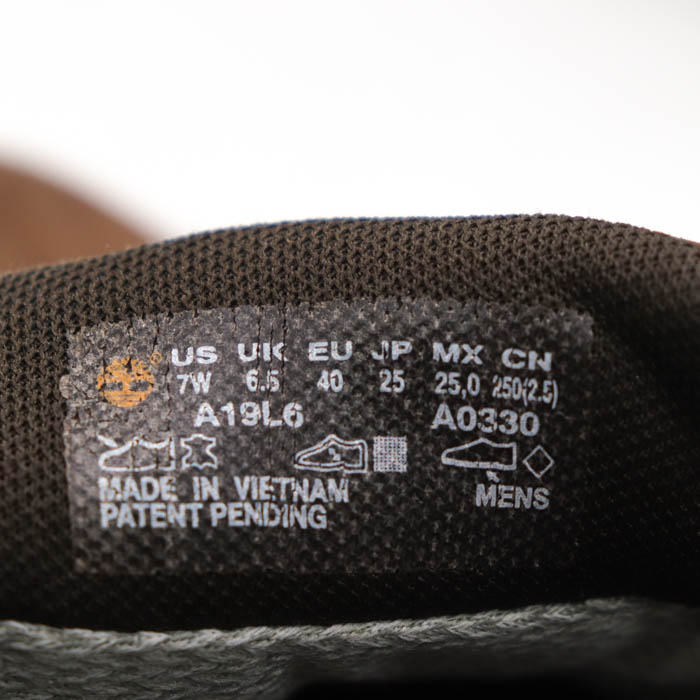 ® US UK EU JP MX CN
7W 6.5 40 25 25,0 250(2.5)
A19L6 A0330
MADE IN VIETNAM MENS
PATENT PENDING